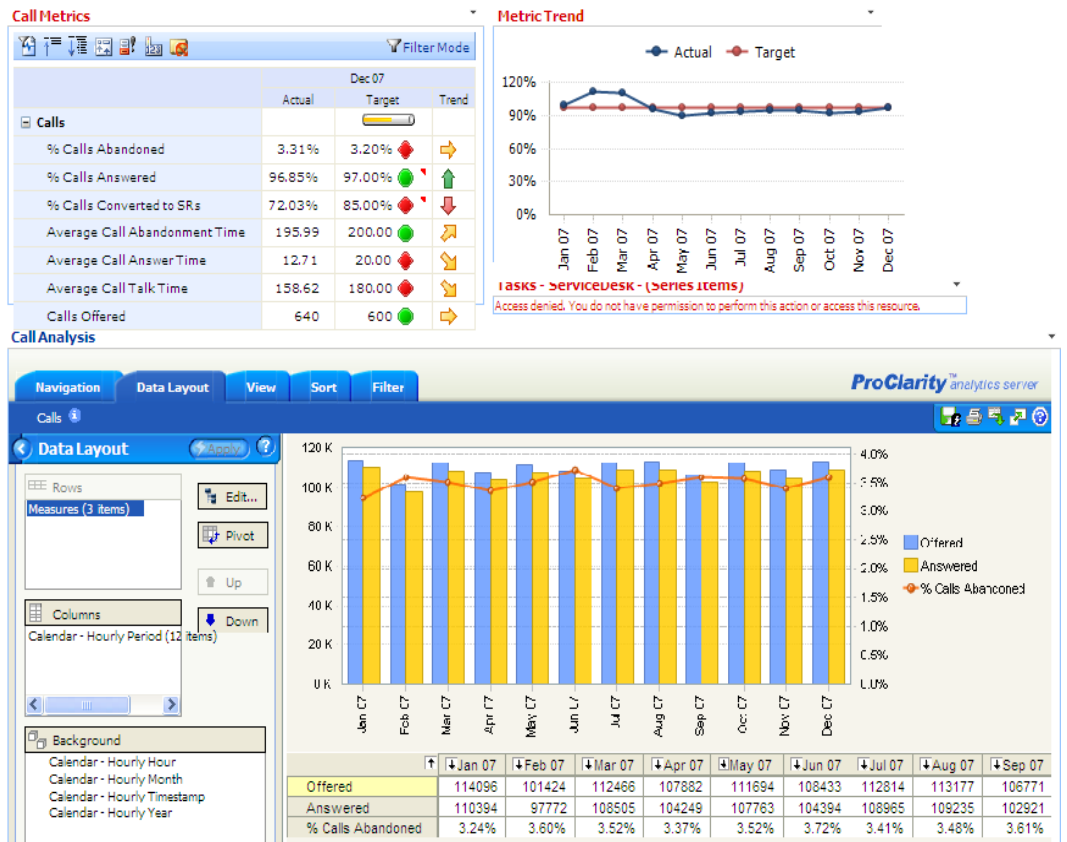 Call Metrics
Filter Mode
Dec 07
Actual Target Trend
Calls
% Calls Abandoned 3.31% 3.20%
% Calls Answered 96.85% 97.00%
% Calls Converted to SRs 72.03% 85.00%
Average Call Abandonment Time 195.99 200.00
Average Call Answer Time 12.71 20.00
Average Call Talk Time 158.62 180.00
Calls Offered 640 600
Metric Trend
Actual Target
120%
90%
60%
30%
0%
Jan 07 Feb 07 Mar 07 Apr 07 May 07 Jun 07 Jul 07 Aug 07 Sep 07 Oct 07 Nov 07 Dec 07
Tasks - ServiceDesk - (Series Items)
Access denied. You do not have permission to perform this action or access this resource.
Call Analysis
Navigation Data Layout View Sort Filter
ProClarity™ analytics server
Calls
Data Layout Apply ?
Rows
Measures (3 items)
Edit...
Pivot
Up
Down
Columns
Calendar - Hourly Period (12 items)
Background
Calendar - Hourly Hour
Calendar - Hourly Month
Calendar - Hourly Timestamp
Calendar - Hourly Year
120 K
100 K
80 K
60 K
40 K
20 K
0 K
4.0%
3.5%
3.0%
2.5%
2.0%
1.5%
1.0%
0.5%
0.0%
Offered
Answered
% Calls Abandoned
Jan 07 Feb 07 Mar 07 Apr 07 May 07 Jun 07 Jul 07 Aug 07 Sep 07 Oct 07 Nov 07 Dec 07
Jan 07 Feb 07 Mar 07 Apr 07 May 07 Jun 07 Jul 07 Aug 07 Sep 07
Offered 114096 101424 112466 107882 111694 108433 112814 113177 106771
Answered 110394 97772 108505 104249 107763 104394 108965 109235 102921
% Calls Abandoned 3.24% 3.60% 3.52% 3.37% 3.52% 3.72% 3.41% 3.48% 3.61%